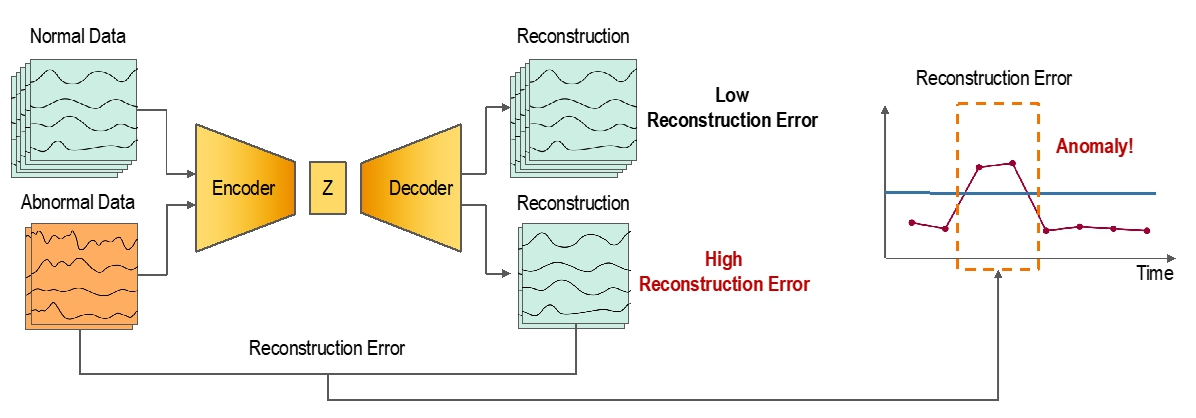 Normal Data
Reconstruction
Low
Reconstruction Error
Reconstruction Error
Anomaly!
Encoder
Z
Decoder
Abnormal Data
Reconstruction
High
Reconstruction Error
Time
Reconstruction Error